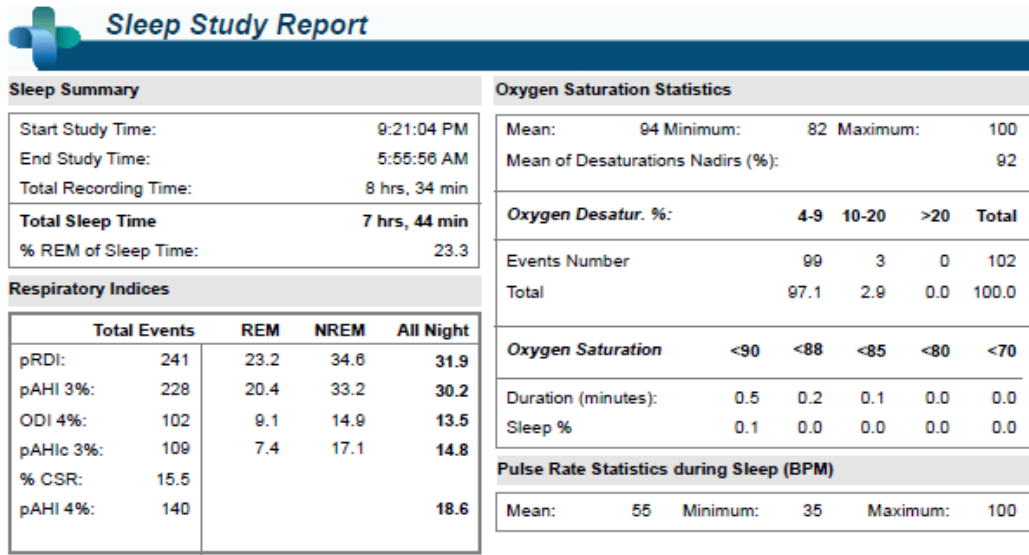 Sleep Study Report
Sleep Summary
Start Study Time: 9:21:04 PM
End Study Time: 5:55:56 AM
Total Recording Time: 8 hrs, 34 min
Total Sleep Time 7 hrs, 44 min
% REM of Sleep Time: 23.3
Respiratory Indices
Total Events REM NREM All Night
pRDI: 241 23.2 34.6 31.9
pAHI 3%: 228 20.4 33.2 30.2
ODI 4%: 102 9.1 14.9 13.5
pAHIc 3%: 109 7.4 17.1 14.8
% CSR: 15.5
pAHI 4%: 140 18.6
Oxygen Saturation Statistics
Mean: 94 Minimum: 82 Maximum: 100
Mean of Desaturations Nadirs (%): 92
Oxygen Desatur. %: 4-9 10-20 >20 Total
Events Number 99 3 0 102
Total 97.1 2.9 0.0 100.0
Oxygen Saturation <90 <88 <85 <80 <70
Duration (minutes): 0.5 0.2 0.1 0.0 0.0
Sleep % 0.1 0.0 0.0 0.0 0.0
Pulse Rate Statistics during Sleep (BPM)
Mean: 55 Minimum: 35 Maximum: 100